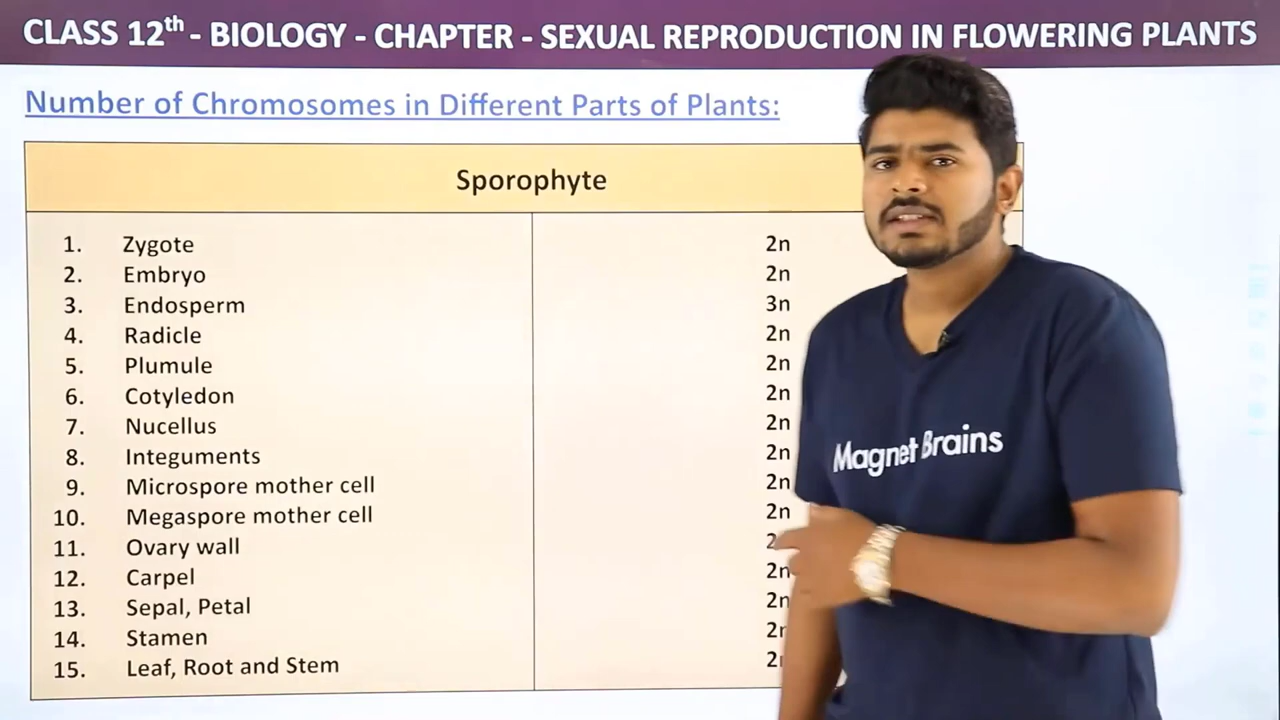 CLASS 12th - BIOLOGY - CHAPTER - SEXUAL REPRODUCTION IN FLOWERING PLANTS
Number of Chromosomes in Different Parts of Plants:
Sporophyte
1. Zygote 2n
2. Embryo 2n
3. Endosperm 3n
4. Radicle 2n
5. Plumule 2n
6. Cotyledon 2n
7. Nucellus 2n
8. Integuments 2n
9. Microspore mother cell 2n
10. Megaspore mother cell 2n
11. Ovary wall 2
12. Carpel 2n
13. Sepal, Petal 2n
14. Stamen 2n
15. Leaf, Root and Stem 2n
Magnet Brains